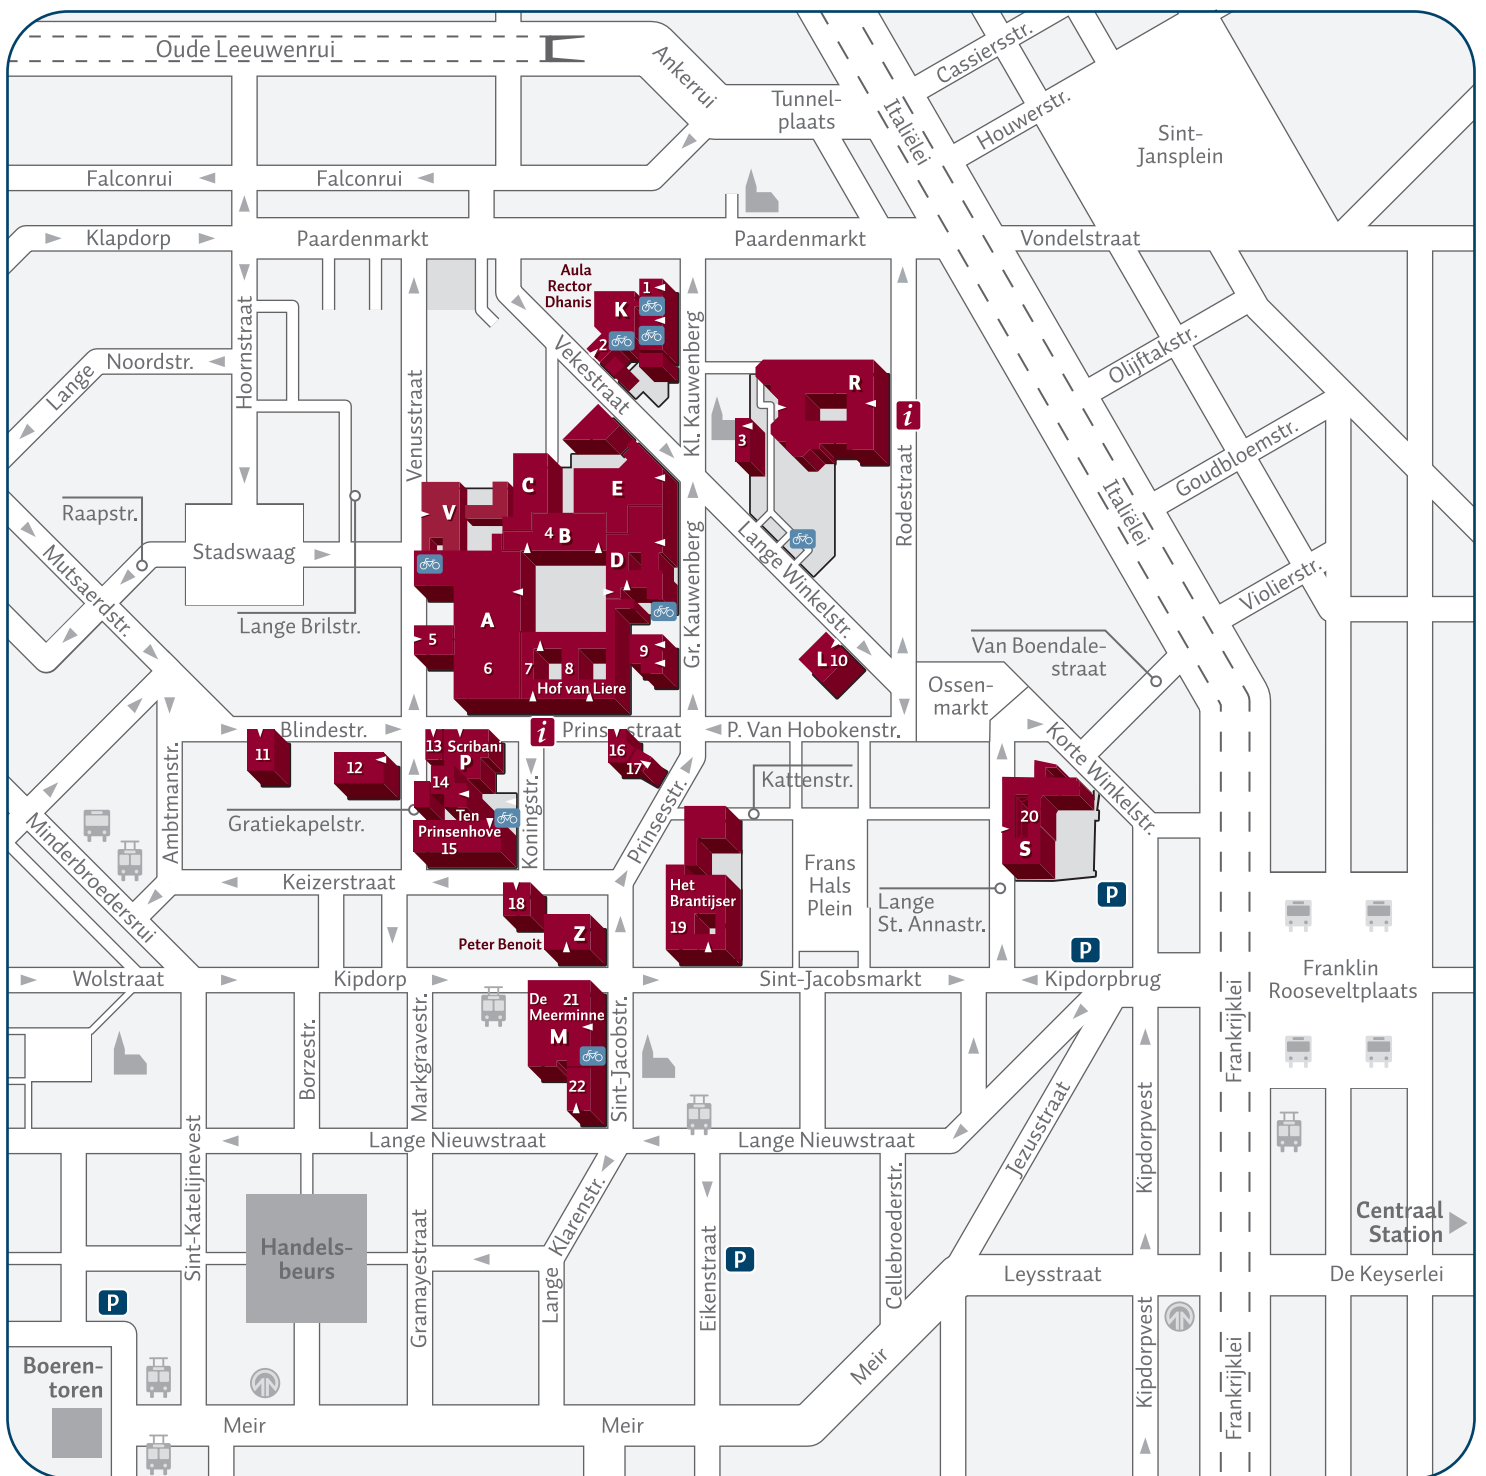 Oude Leeuwenrui
Ankerrui
Tunnel-
plaats
Italiëlei
Cassiersstr.
Houwerstr.
Sint-
Jansplein
Falconrui
Falconrui
Klapdorp
Paardenmarkt
Paardenmarkt
Vondelstraat
Aula
Rector
Dhanis
1
K
2
Hoornstraat
Noordstr.
Lange
Venusstraat
Vekestraat
Kl. Kauwenberg
R
i
3
Rodestraat
Olijftakstr.
Goudbloemstr.
Italiëlei
Violierstr.
Raapstr.
Stadswaag
Mutsaerdstr.
Lange Brilstr.
C
E
V
4 B
D
A
5
6
7
8
9
Hof van Liere
Gr. Kauwenberg
Lange Winkelstr.
L 10
Van Boendale-
straat
Ossen-
markt
Blindestr.
i
Prinsstraat
P. Van Hobokenstr.
Korte Winkelstr.
11
12
13 Scribani
P
14
Ten
Prinsenhove
15
16
17
Kattenstr.
Gratiekapelstr.
Ambtmanstr.
Koningstr.
Prinsesstr.
Minderbroedersrui
Keizerstraat
Het
Brantijser
19
Frans
Hals
Plein
20
S
Lange
St. Annastr.
P
P
18
Peter Benoit
Z
Wolstraat
Kipdorp
Sint-Jacobsmarkt
Kipdorpbrug
Franklin
Rooseveltplaats
De 21
Meerminne
M
22
Borzestr.
Markgravestr.
Sint-Jacobstr.
Frankrijklei
Jezusstraat
Kipdorpvest
Lange Nieuwstraat
Lange Nieuwstraat
Sint-Katelijnevest
Handels-
beurs
Gramayestraat
Lange Klarenstr.
Eikenstraat
P
Cellebroederstr.
Centraal
Station
Leysstraat
De Keyserlei
P
Boeren-
toren
Meir
Kipdorpvest
Frankrijklei
Meir
Meir